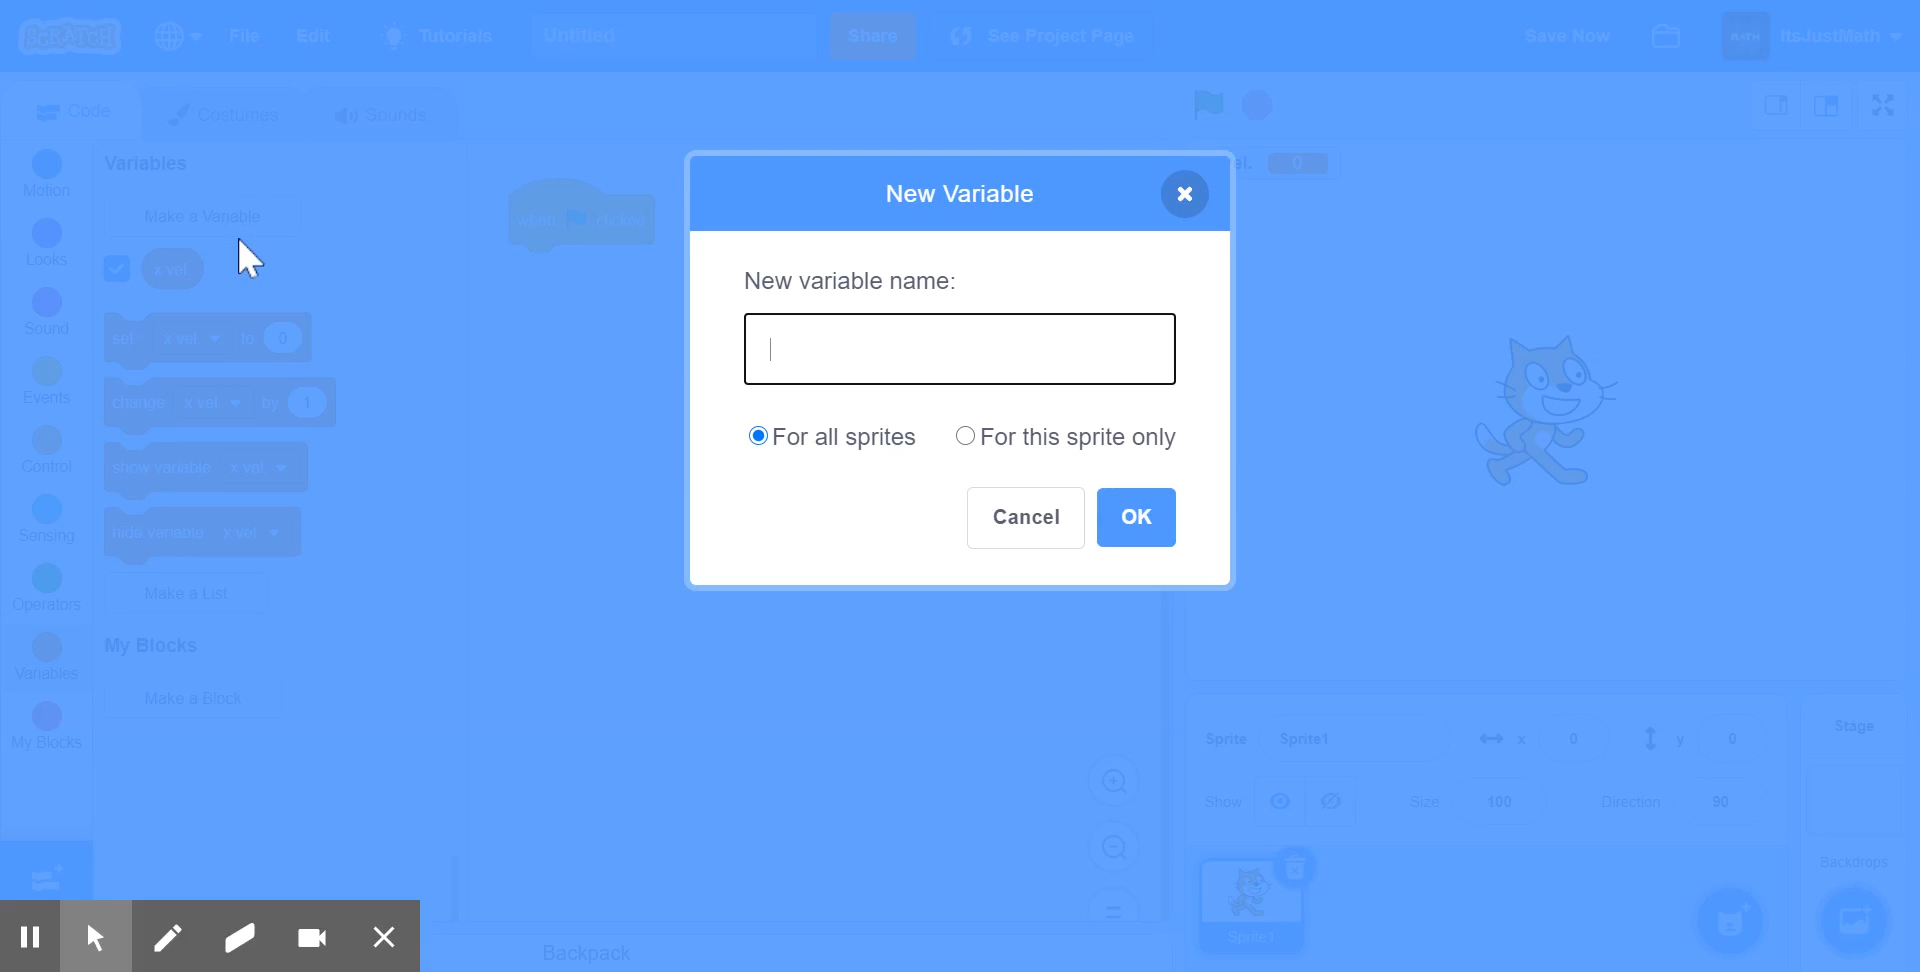 SCRATCH
File
Edit
Tutorials
Untitled
Share
See Project Page
Save Now
MATH
ItsJustMath
Code
Costumes
Sounds
Motion
Looks
Sound
Events
Control
Sensing
Operators
Variables
My Blocks
Variables
Make a Variable
x vel
set x vel to 0
change x vel by 1
show variable x vel
hide variable x vel
Make a List
My Blocks
Make a Block
when clicked
New Variable
New variable name:
For all sprites
For this sprite only
Cancel
OK
0
Sprite
Sprite1
x
0
y
0
Show
Size
100
Direction
90
Sprite1
Stage
Backdrops
Backpack